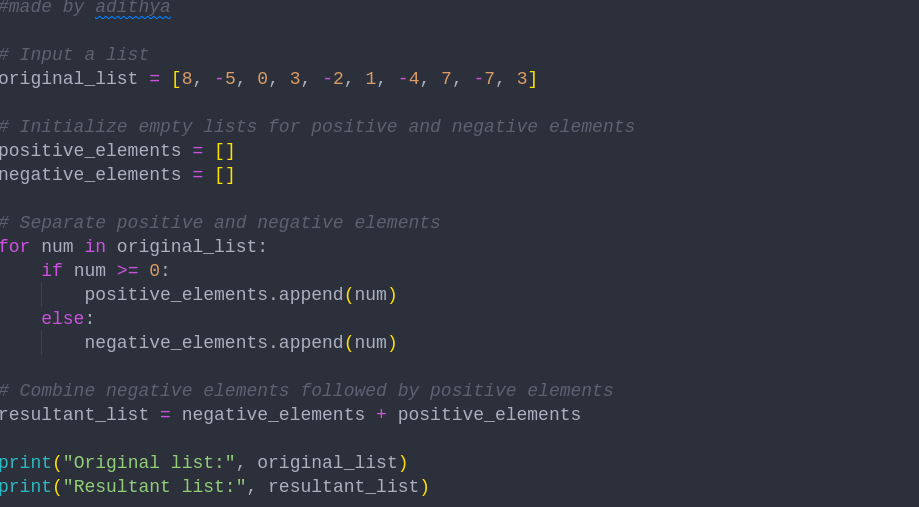 #made by adithya
# Input a list
original_list = [8, -5, 0, 3, -2, 1, -4, 7, -7, 3]
# Initialize empty lists for positive and negative elements
positive_elements = []
negative_elements = []
# Separate positive and negative elements
for num in original_list:
    if num >= 0:
        positive_elements.append(num)
    else:
        negative_elements.append(num)
# Combine negative elements followed by positive elements
resultant_list = negative_elements + positive_elements
print("Original list:", original_list)
print("Resultant list:", resultant_list)